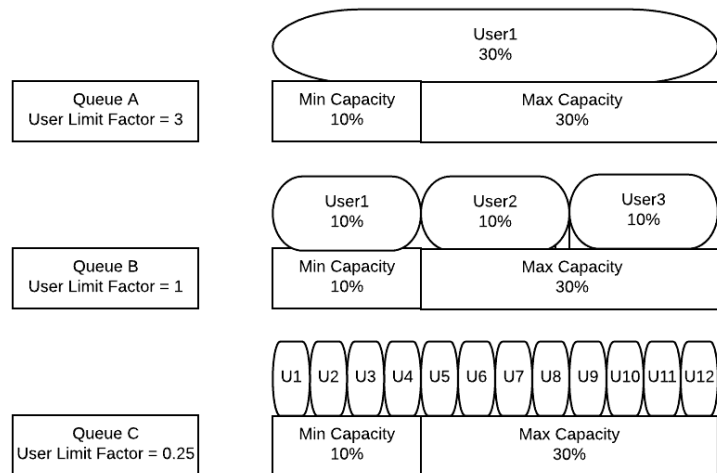 User1
30%
Queue A
User Limit Factor = 3
Min Capacity
10%
Max Capacity
30%
User1
10%
User2
10%
User3
10%
Queue B
User Limit Factor = 1
Min Capacity
10%
Max Capacity
30%
U1 U2 U3 U4 U5 U6 U7 U8 U9 U10 U11 U12
Queue C
User Limit Factor = 0.25
Min Capacity
10%
Max Capacity
30%